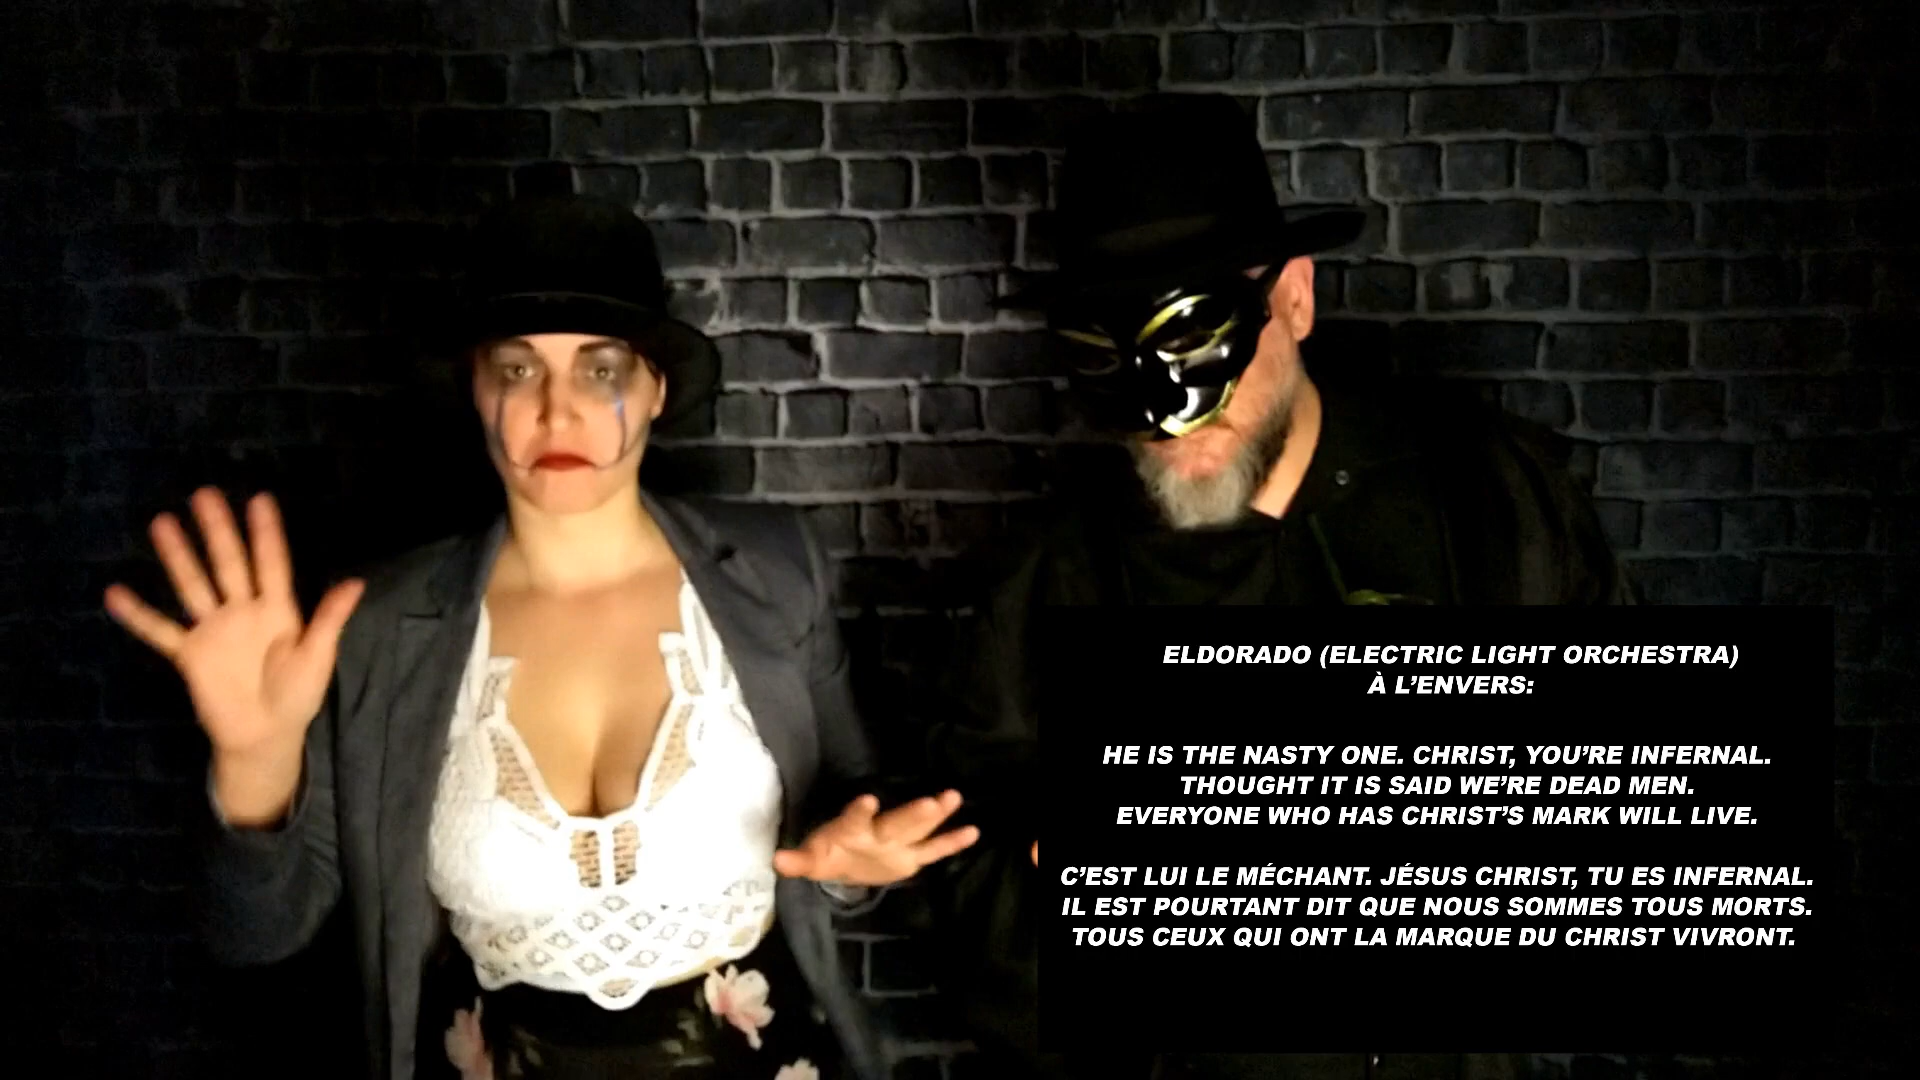 ELDORADO (ELECTRIC LIGHT ORCHESTRA)
À L'ENVERS:
HE IS THE NASTY ONE. CHRIST, YOU'RE INFERNAL.
THOUGHT IT IS SAID WE'RE DEAD MEN.
EVERYONE WHO HAS CHRIST'S MARK WILL LIVE.
C'EST LUI LE MÉCHANT. JÉSUS CHRIST, TU ES INFERNAL.
IL EST POURTANT DIT QUE NOUS SOMMES TOUS MORTS.
TOUS CEUX QUI ONT LA MARQUE DU CHRIST VIVRONT.